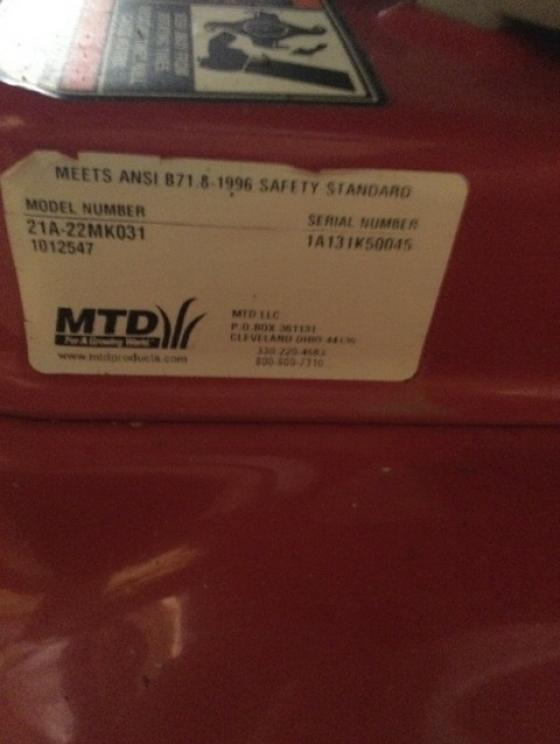 MEETS ANSI B71.8-1996 SAFETY STANDARD
MODEL NUMBER
21A-22MK031
1012547
SERIAL NUMBER
1A131K50045
MTD
For A Growing World.
www.mtdproducts.com
MTD LLC
P.O.BOX 361131
CLEVELAND OHIO 44136
330-220-4683
800-800-7310